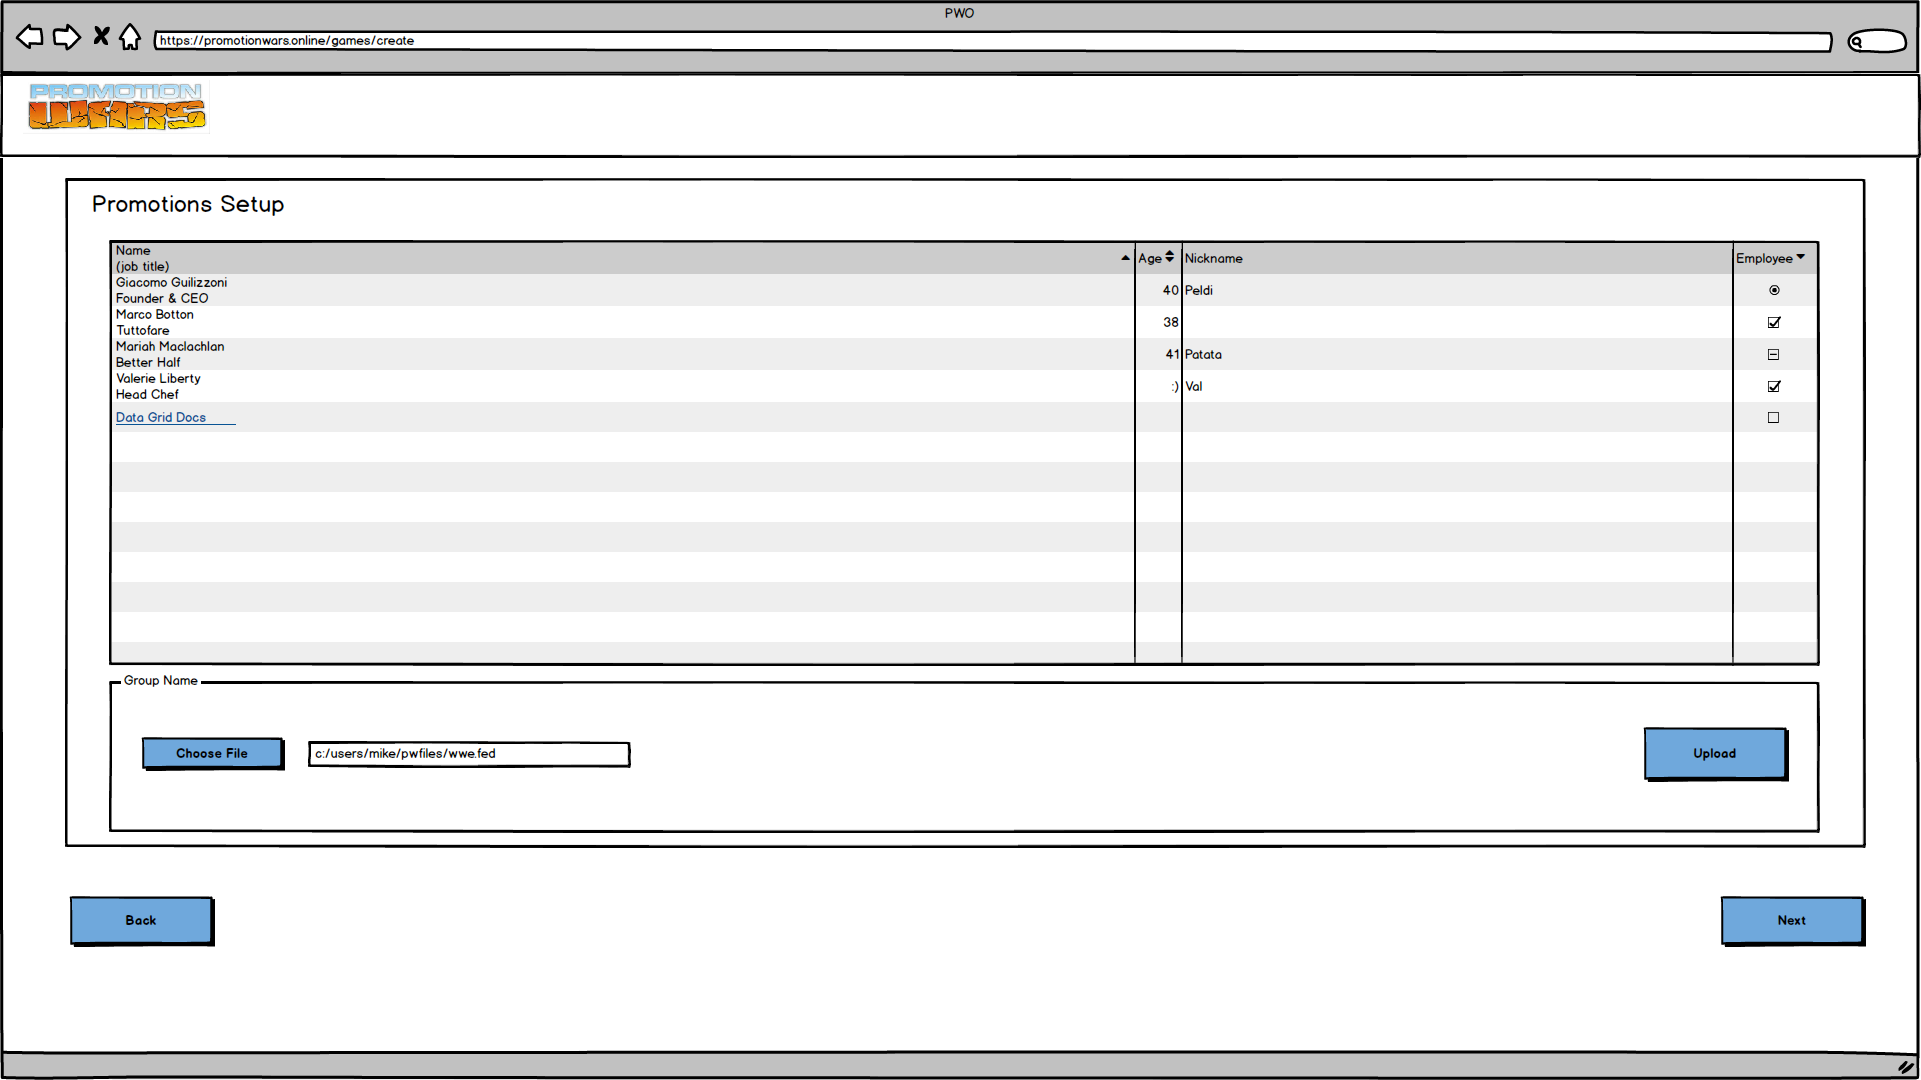 PWO
https://promotionwars.online/games/create
PROMOTION
WARS
Promotions Setup
Name
(job title)
Age
Nickname
Employee
Giacomo Guilizzoni
Founder & CEO
40
Peldi
Marco Botton
Tuttofare
38
Mariah Maclachlan
Better Half
41
Patata
Valerie Liberty
Head Chef
:)
Val
Data Grid Docs
Group Name
Choose File
c:/users/mike/pwfiles/wwe.fed
Upload
Back
Next